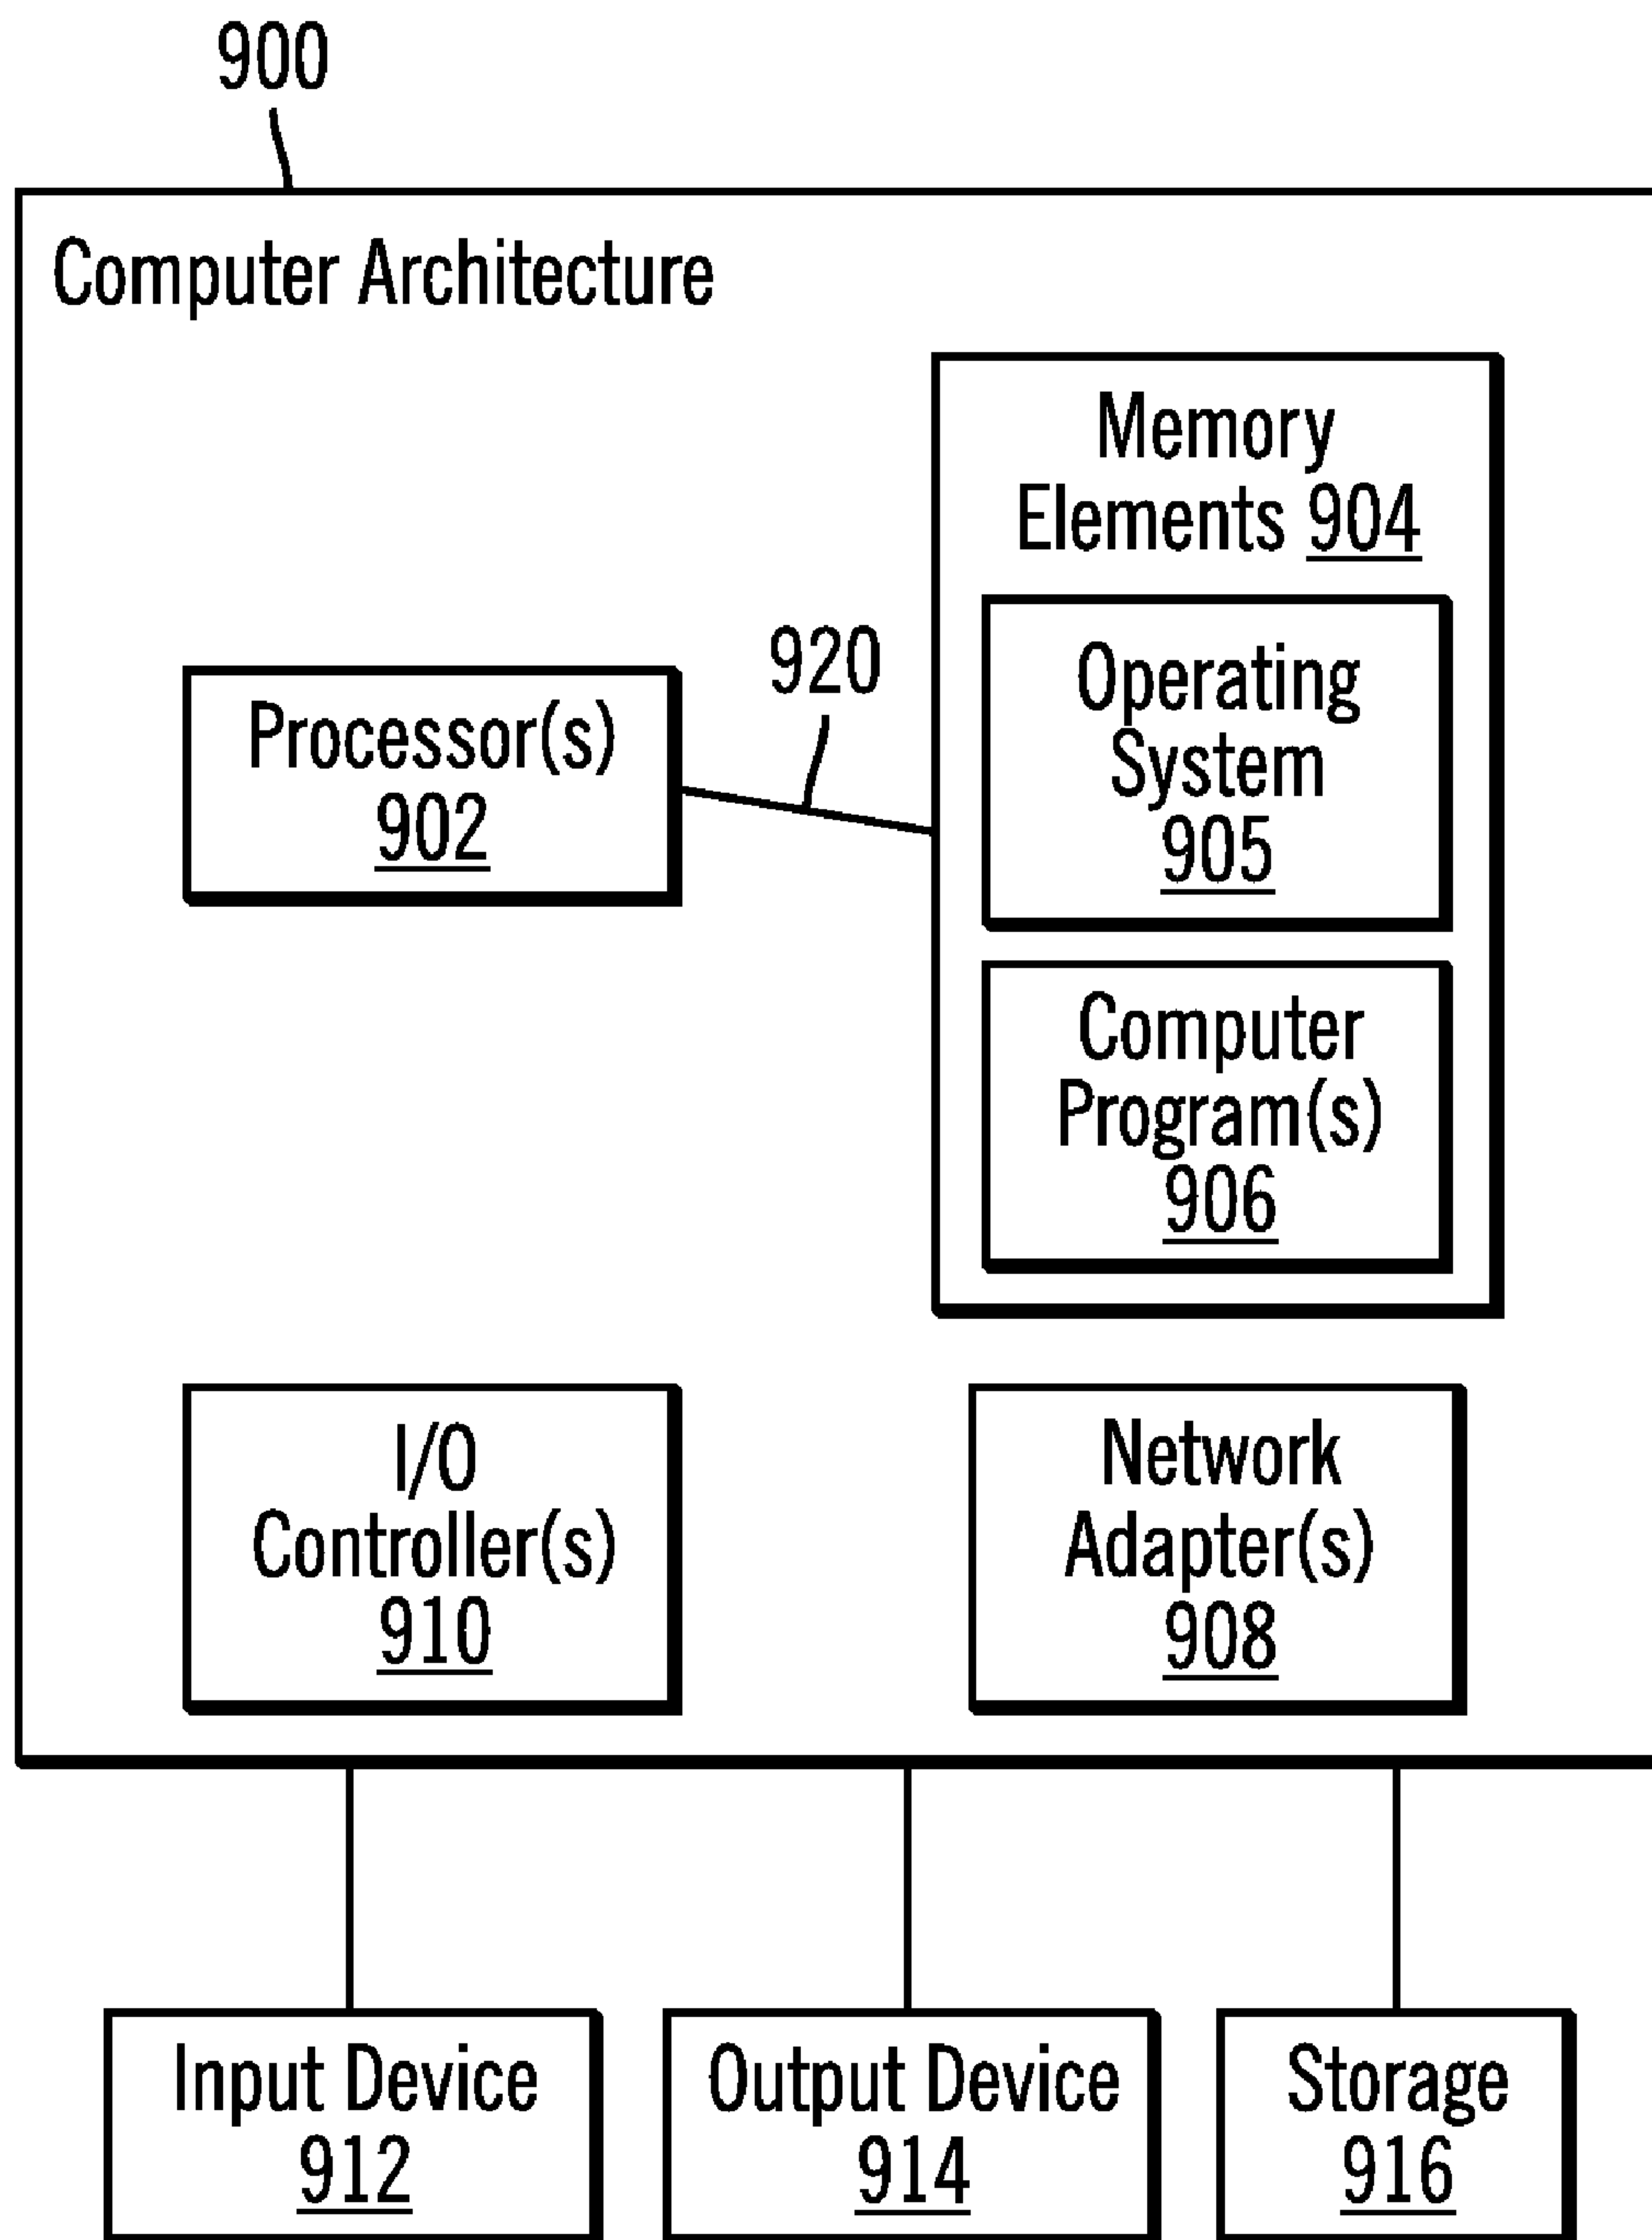 900
Computer Architecture
Memory
Elements 904
920
Operating
System
905
Processor(s)
902
Computer
Program(s)
906
I/O
Controller(s)
910
Network
Adapter(s)
908
Input Device
912
Output Device
914
Storage
916